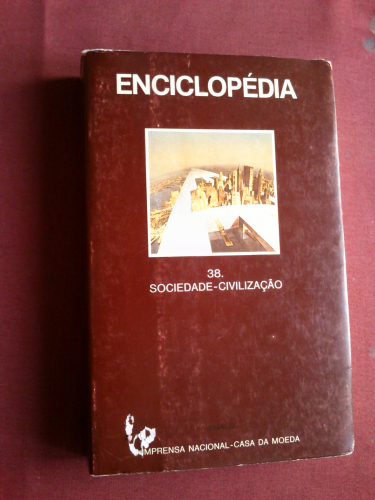 ENCICLOPÉDIA
38.
SOCIEDADE-CIVILIZAÇÃO
IMPRENSA NACIONAL-CASA DA MOEDA